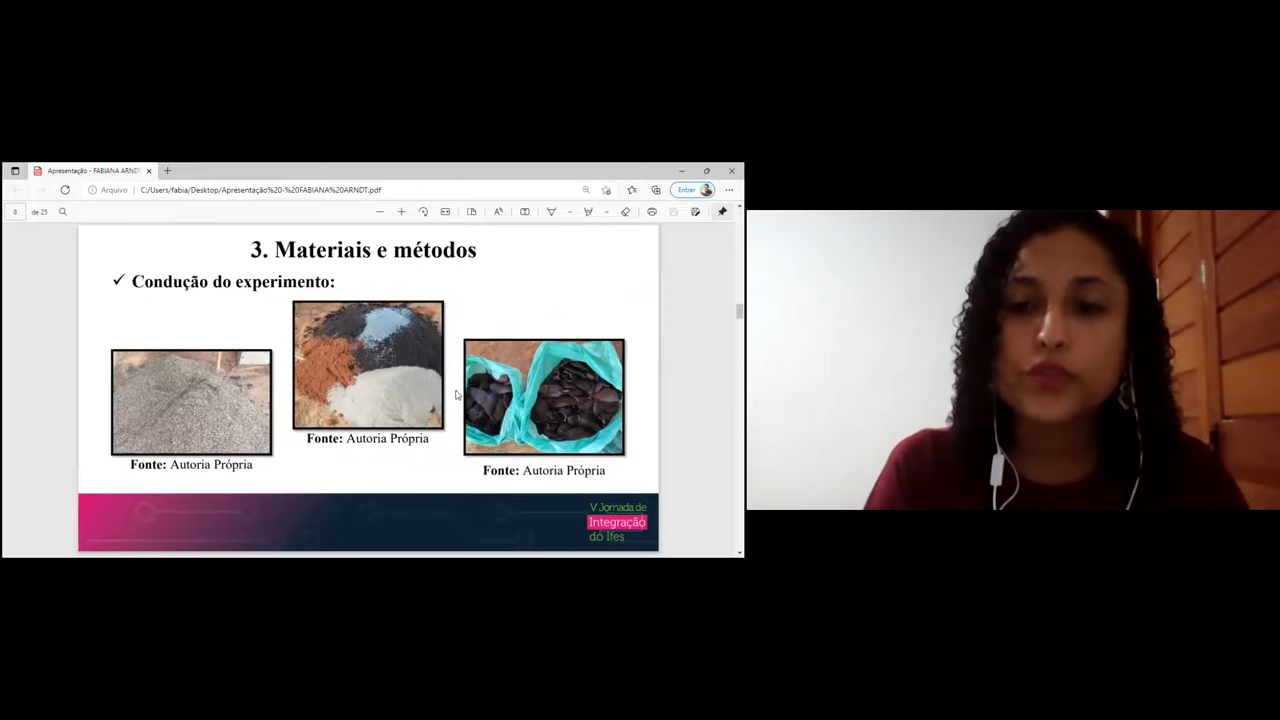 Apresentação - FABIANA ARNDT
Arquivo
C:/Users/fabia/Desktop/Apresentação%20-%20FABIANA%20ARNDT.pdf
Entrar
8 de 25
3. Materiais e métodos
✓ Condução do experimento:
Fonte: Autoria Própria
Fonte: Autoria Própria
Fonte: Autoria Própria
V Jornada de
Integração
do Ifes